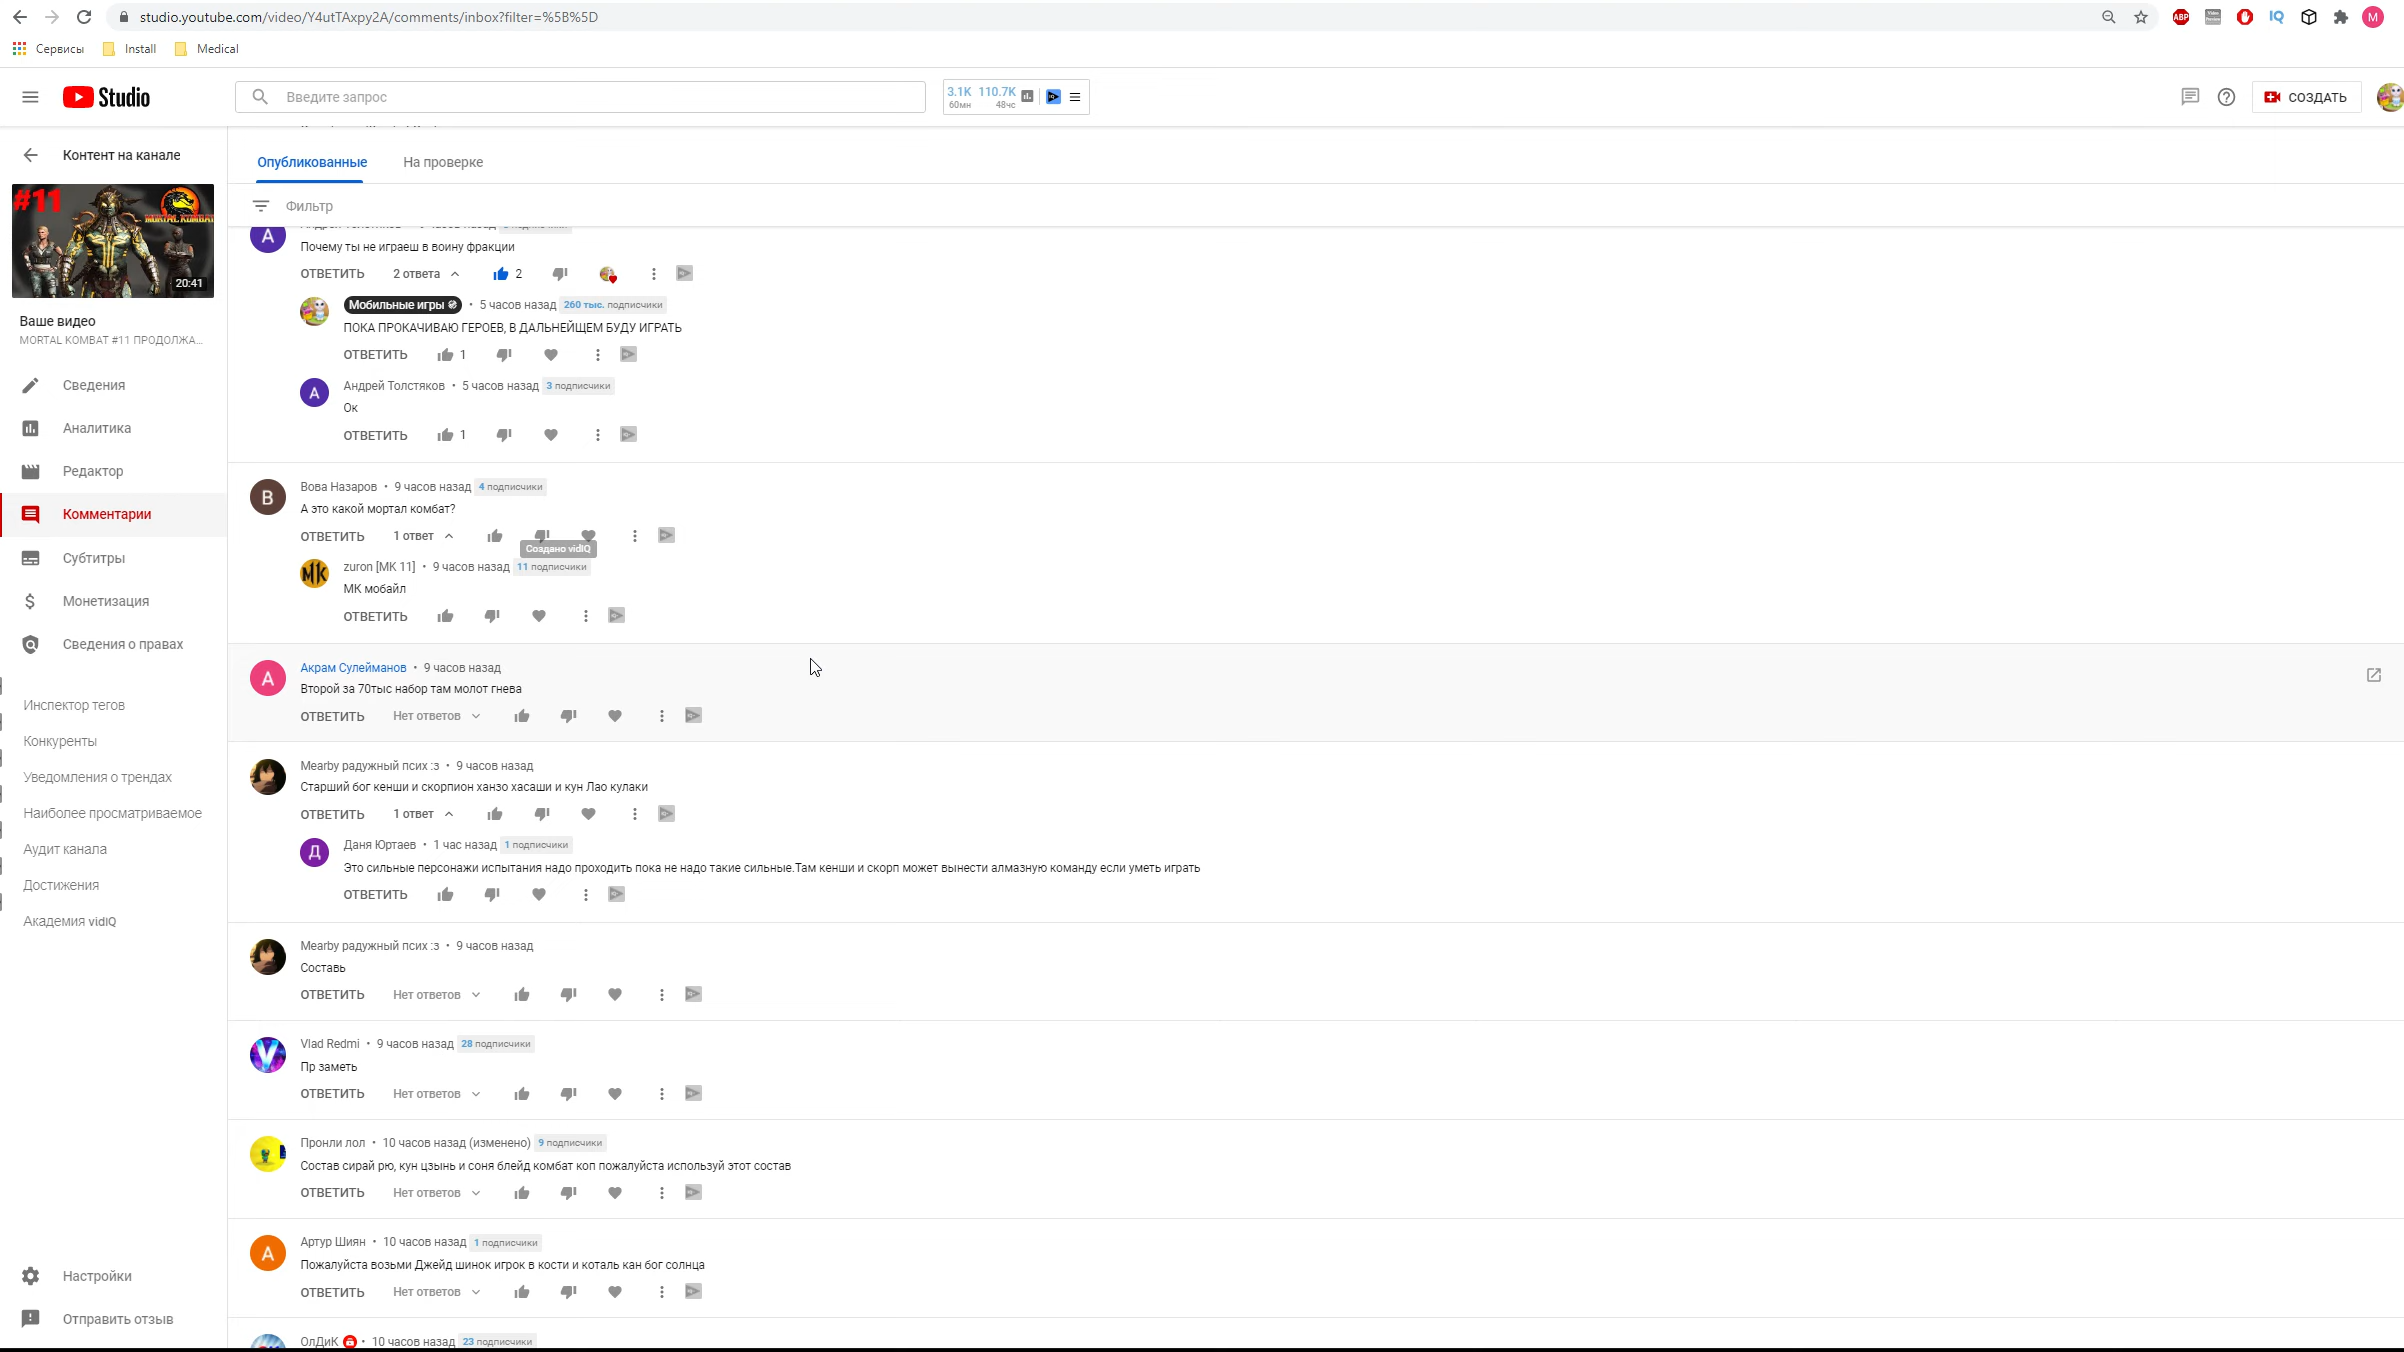 studio.youtube.com/video/Y4utTAxpy2A/comments/inbox?filter=%5B%5D
ABP
IQ
M
Сервисы
Install
Medical
Studio
Введите запрос
3.1K 110.7K
60мн 48чс
СОЗДАТЬ
Контент на канале
#11
MORTAL KOMBAT
20:41
Ваше видео
MORTAL KOMBAT #11 ПРОДОЛЖА...
Сведения
Аналитика
Редактор
Комментарии
Субтитры
Монетизация
Сведения о правах
Инспектор тегов
Конкуренты
Уведомления о трендах
Наиболее просматриваемое
Аудит канала
Достижения
Академия vidIQ
Настройки
Отправить отзыв
Опубликованные
На проверке
Фильтр
А
Почему ты не играеш в воину фракции
ОТВЕТИТЬ 2 ответа 2
Мобильные игры • 5 часов назад 260 тыс. подписчики
ПОКА ПРОКАЧИВАЮ ГЕРОЕВ, В ДАЛЬНЕЙЩЕМ БУДУ ИГРАТЬ
ОТВЕТИТЬ 1
А
Андрей Толстяков • 5 часов назад 3 подписчики
Ок
ОТВЕТИТЬ 1
В
Вова Назаров • 9 часов назад 4 подписчики
А это какой мортал комбат?
ОТВЕТИТЬ 1 ответ
Создано vidIQ
MK
zuron [MK 11] • 9 часов назад 11 подписчики
МК мобайл
ОТВЕТИТЬ
А
Акрам Сулейманов • 9 часов назад
Второй за 70тыс набор там молот гнева
ОТВЕТИТЬ Нет ответов
Mearby радужный псих :з • 9 часов назад
Старший бог кенши и скорпион ханзо хасаши и кун Лао кулаки
ОТВЕТИТЬ 1 ответ
Д
Даня Юртаев • 1 час назад 1 подписчики
Это сильные персонажи испытания надо проходить пока не надо такие сильные.Там кенши и скорп может вынести алмазную команду если уметь играть
ОТВЕТИТЬ
Mearby радужный псих :з • 9 часов назад
Составь
ОТВЕТИТЬ Нет ответов
V
Vlad Redmi • 9 часов назад 28 подписчики
Пр заметь
ОТВЕТИТЬ Нет ответов
Пронли лол • 10 часов назад (изменено) 9 подписчики
Состав сирай рю, кун цзынь и соня блейд комбат коп пожалуйста используй этот состав
ОТВЕТИТЬ Нет ответов
А
Артур Шиян • 10 часов назад 1 подписчики
Пожалуйста возьми Джейд шинок игрок в кости и коталь кан бог солнца
ОТВЕТИТЬ Нет ответов
ОлДиК • 10 часов назад 23 подписчики